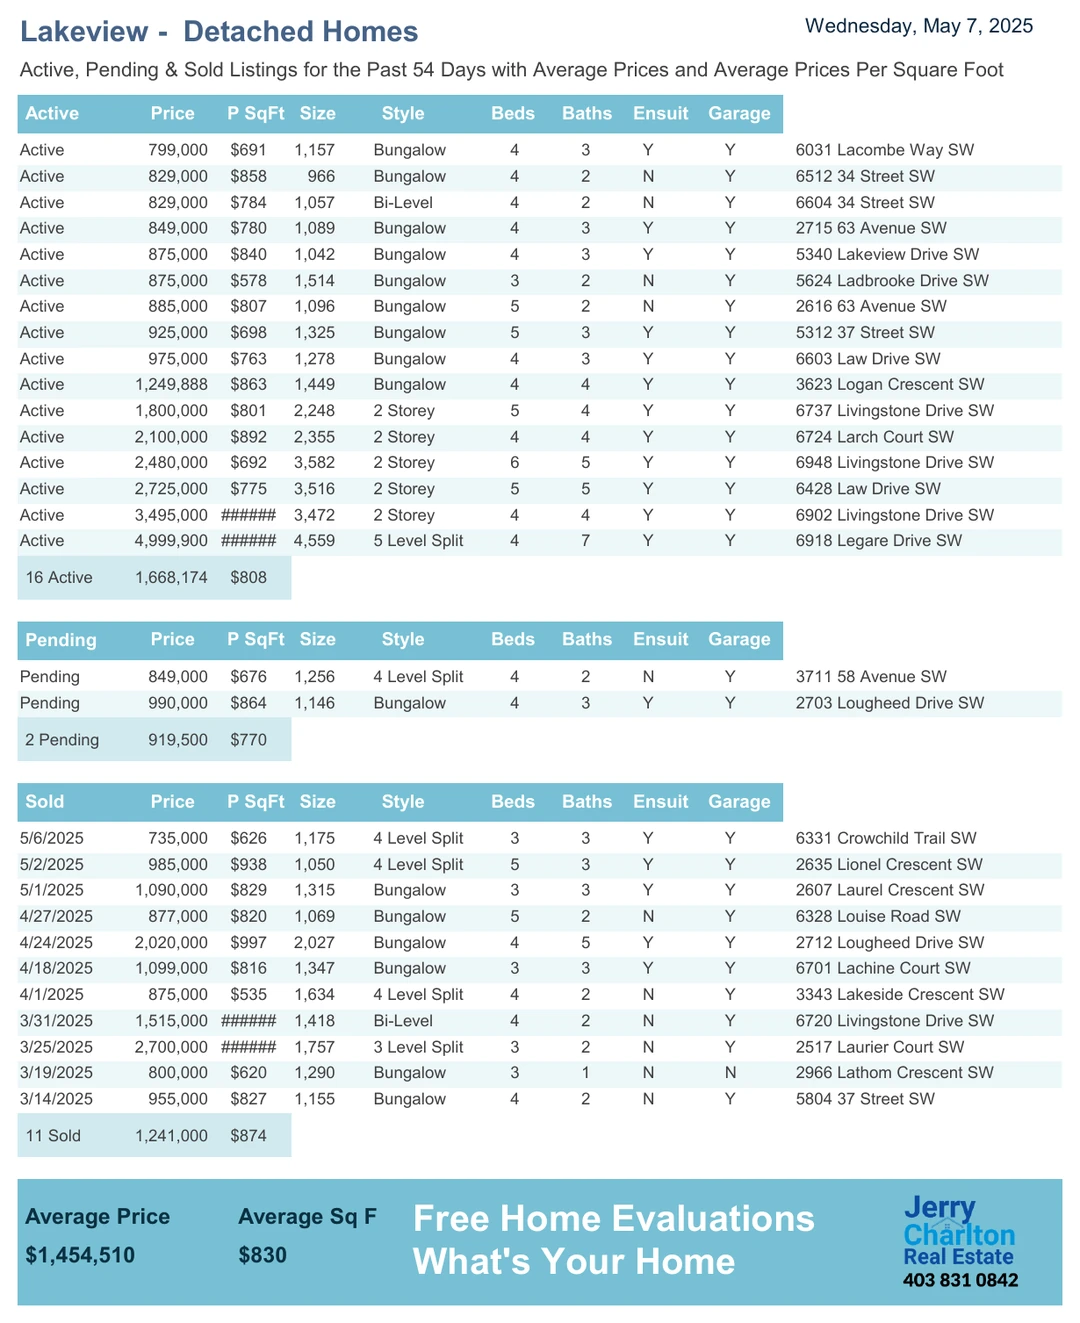 Lakeview - Detached Homes
Wednesday, May 7, 2025
Active, Pending & Sold Listings for the Past 54 Days with Average Prices and Average Prices Per Square Foot
Active Price P SqFt Size Style Beds Baths Ensuit Garage
Active 799,000 $691 1,157 Bungalow 4 3 Y Y 6031 Lacombe Way SW
Active 829,000 $858 966 Bungalow 4 2 N Y 6512 34 Street SW
Active 829,000 $784 1,057 Bi-Level 4 2 N Y 6604 34 Street SW
Active 849,000 $780 1,089 Bungalow 4 3 Y Y 2715 63 Avenue SW
Active 875,000 $840 1,042 Bungalow 4 3 Y Y 5340 Lakeview Drive SW
Active 875,000 $578 1,514 Bungalow 3 2 N Y 5624 Ladbrooke Drive SW
Active 885,000 $807 1,096 Bungalow 5 2 N Y 2616 63 Avenue SW
Active 925,000 $698 1,325 Bungalow 5 3 Y Y 5312 37 Street SW
Active 975,000 $763 1,278 Bungalow 4 3 Y Y 6603 Law Drive SW
Active 1,249,888 $863 1,449 Bungalow 4 4 Y Y 3623 Logan Crescent SW
Active 1,800,000 $801 2,248 2 Storey 5 4 Y Y 6737 Livingstone Drive SW
Active 2,100,000 $892 2,355 2 Storey 4 4 Y Y 6724 Larch Court SW
Active 2,480,000 $692 3,582 2 Storey 6 5 Y Y 6948 Livingstone Drive SW
Active 2,725,000 $775 3,516 2 Storey 5 5 Y Y 6428 Law Drive SW
Active 3,495,000 ###### 3,472 2 Storey 4 4 Y Y 6902 Livingstone Drive SW
Active 4,999,900 ###### 4,559 5 Level Split 4 7 Y Y 6918 Legare Drive SW
16 Active 1,668,174 $808
Pending Price P SqFt Size Style Beds Baths Ensuit Garage
Pending 849,000 $676 1,256 4 Level Split 4 2 N Y 3711 58 Avenue SW
Pending 990,000 $864 1,146 Bungalow 4 3 Y Y 2703 Lougheed Drive SW
2 Pending 919,500 $770
Sold Price P SqFt Size Style Beds Baths Ensuit Garage
5/6/2025 735,000 $626 1,175 4 Level Split 3 3 Y Y 6331 Crowchild Trail SW
5/2/2025 985,000 $938 1,050 4 Level Split 5 3 Y Y 2635 Lionel Crescent SW
5/1/2025 1,090,000 $829 1,315 Bungalow 3 3 Y Y 2607 Laurel Crescent SW
4/27/2025 877,000 $820 1,069 Bungalow 5 2 N Y 6328 Louise Road SW
4/24/2025 2,020,000 $997 2,027 Bungalow 4 5 Y Y 2712 Lougheed Drive SW
4/18/2025 1,099,000 $816 1,347 Bungalow 3 3 Y Y 6701 Lachine Court SW
4/1/2025 875,000 $535 1,634 4 Level Split 4 2 N Y 3343 Lakeside Crescent SW
3/31/2025 1,515,000 ###### 1,418 Bi-Level 4 2 N Y 6720 Livingstone Drive SW
3/25/2025 2,700,000 ###### 1,757 3 Level Split 3 2 N Y 2517 Laurier Court SW
3/19/2025 800,000 $620 1,290 Bungalow 3 1 N N 2966 Lathom Crescent SW
3/14/2025 955,000 $827 1,155 Bungalow 4 2 N Y 5804 37 Street SW
11 Sold 1,241,000 $874
Average Price Average Sq F
$1,454,510 $830
Free Home Evaluations
What's Your Home
Jerry
Charlton
Real Estate
403 831 0842